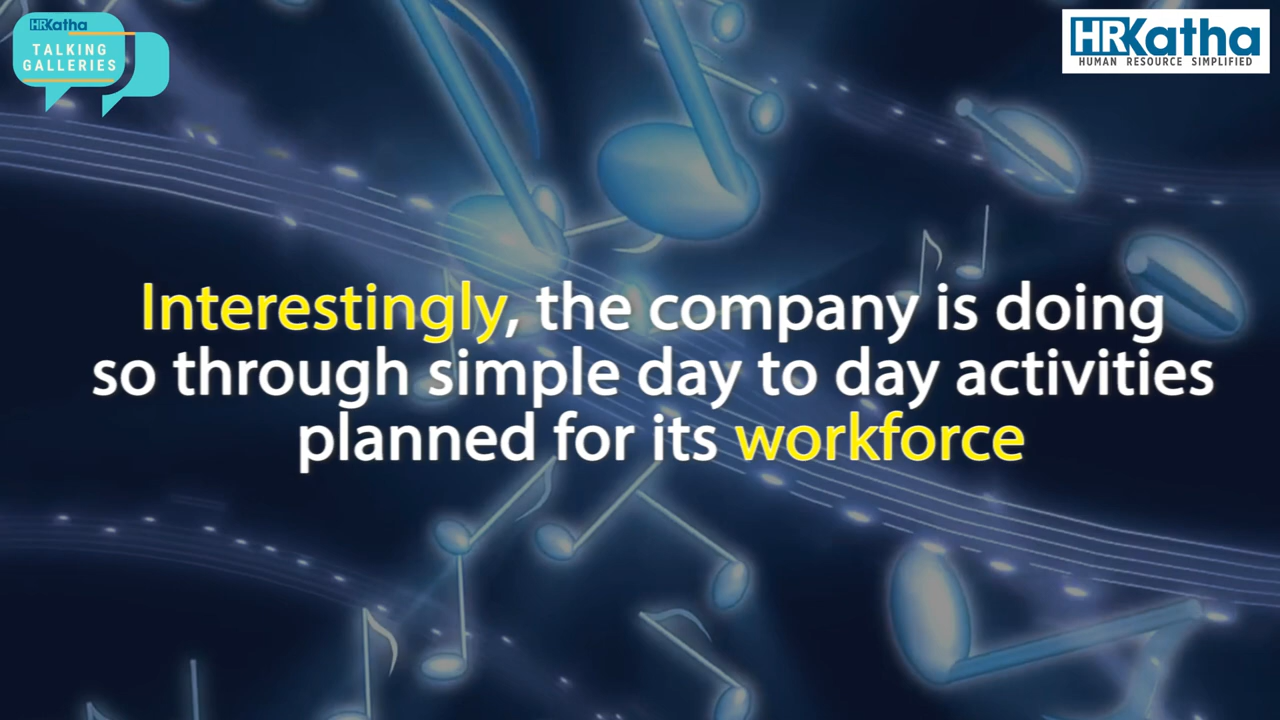 HRKatha
TALKING
GALLERIES
HRKatha
HUMAN RESOURCE SIMPLIFIED
Interestingly, the company is doing
so through simple day to day activities
planned for its workforce